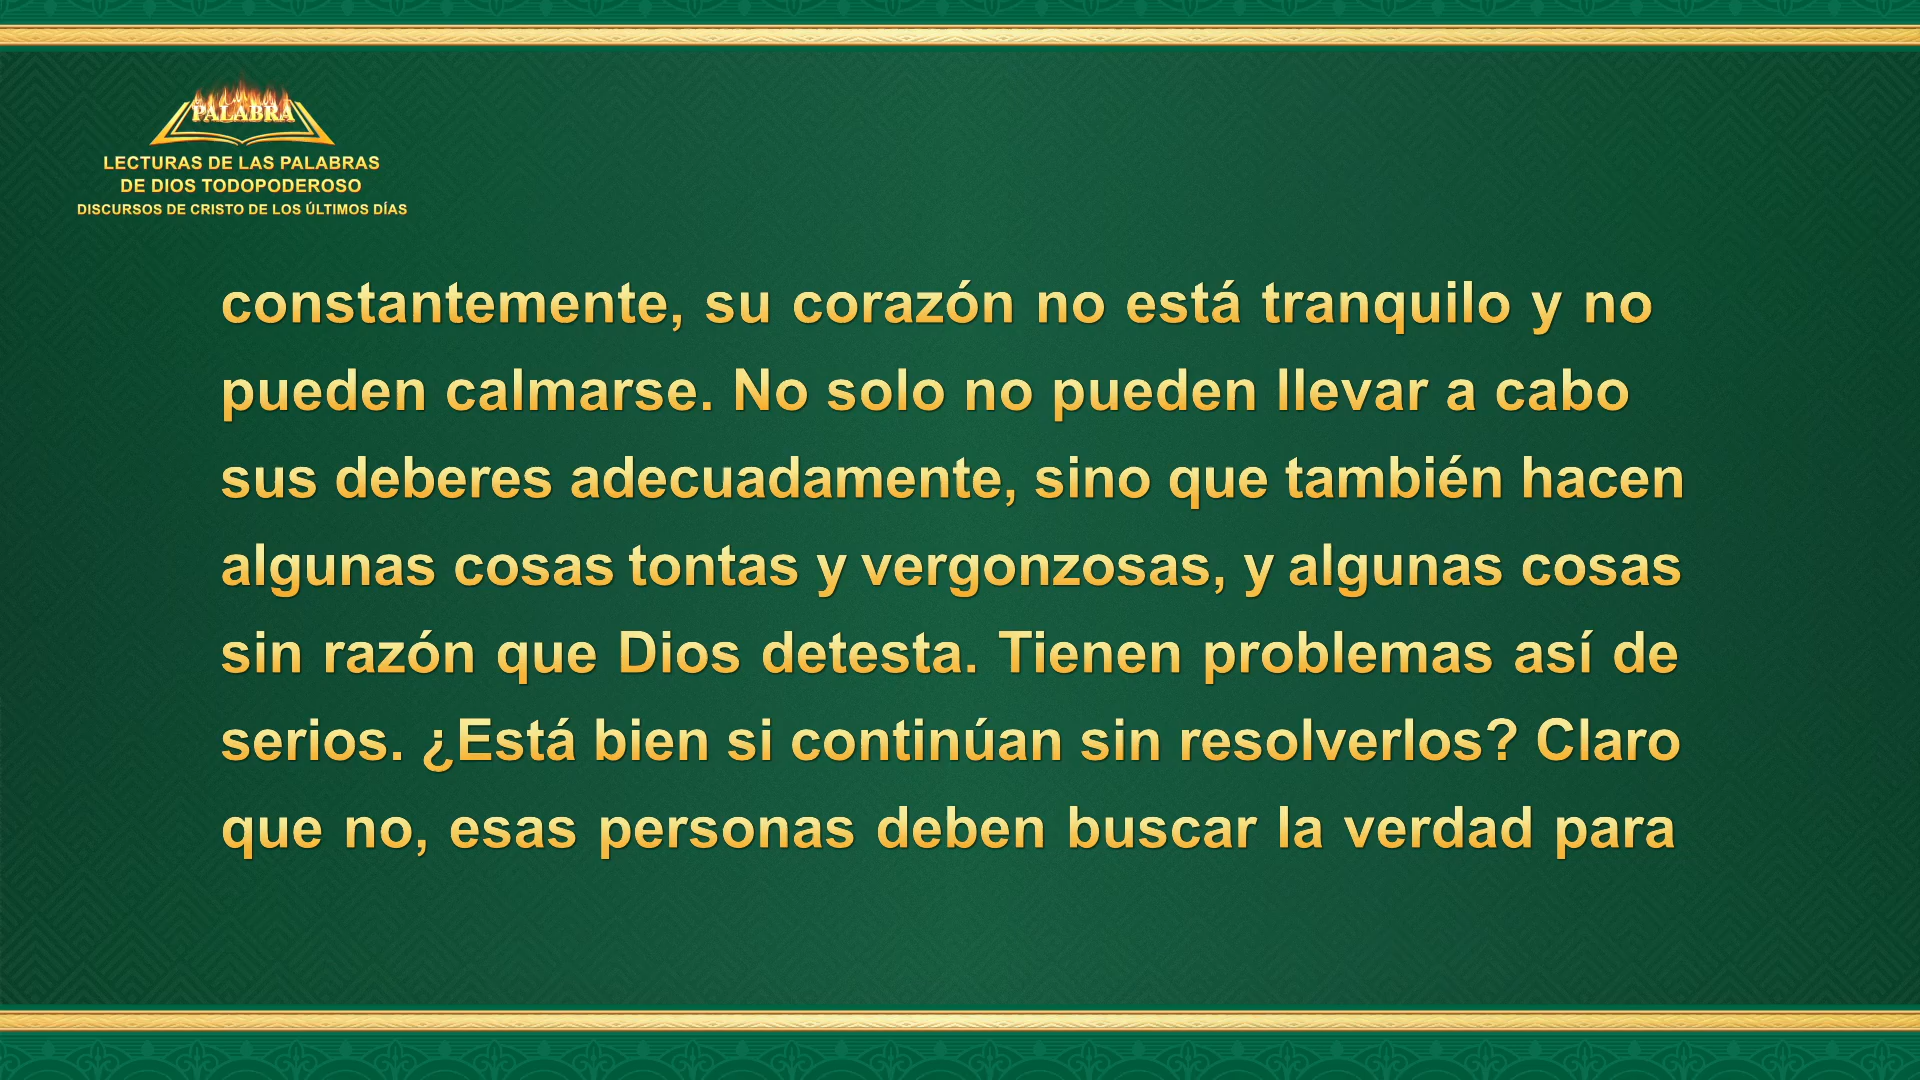 PALABRA
LECTURAS DE LAS PALABRAS
DE DIOS TODOPODEROSO
DISCURSOS DE CRISTO DE LOS ÚLTIMOS DÍAS
constantemente, su corazón no está tranquilo y no
pueden calmarse. No solo no pueden llevar a cabo
sus deberes adecuadamente, sino que también hacen
algunas cosas tontas y vergonzosas, y algunas cosas
sin razón que Dios detesta. Tienen problemas así de
serios. ¿Está bien si continúan sin resolverlos? Claro
que no, esas personas deben buscar la verdad para